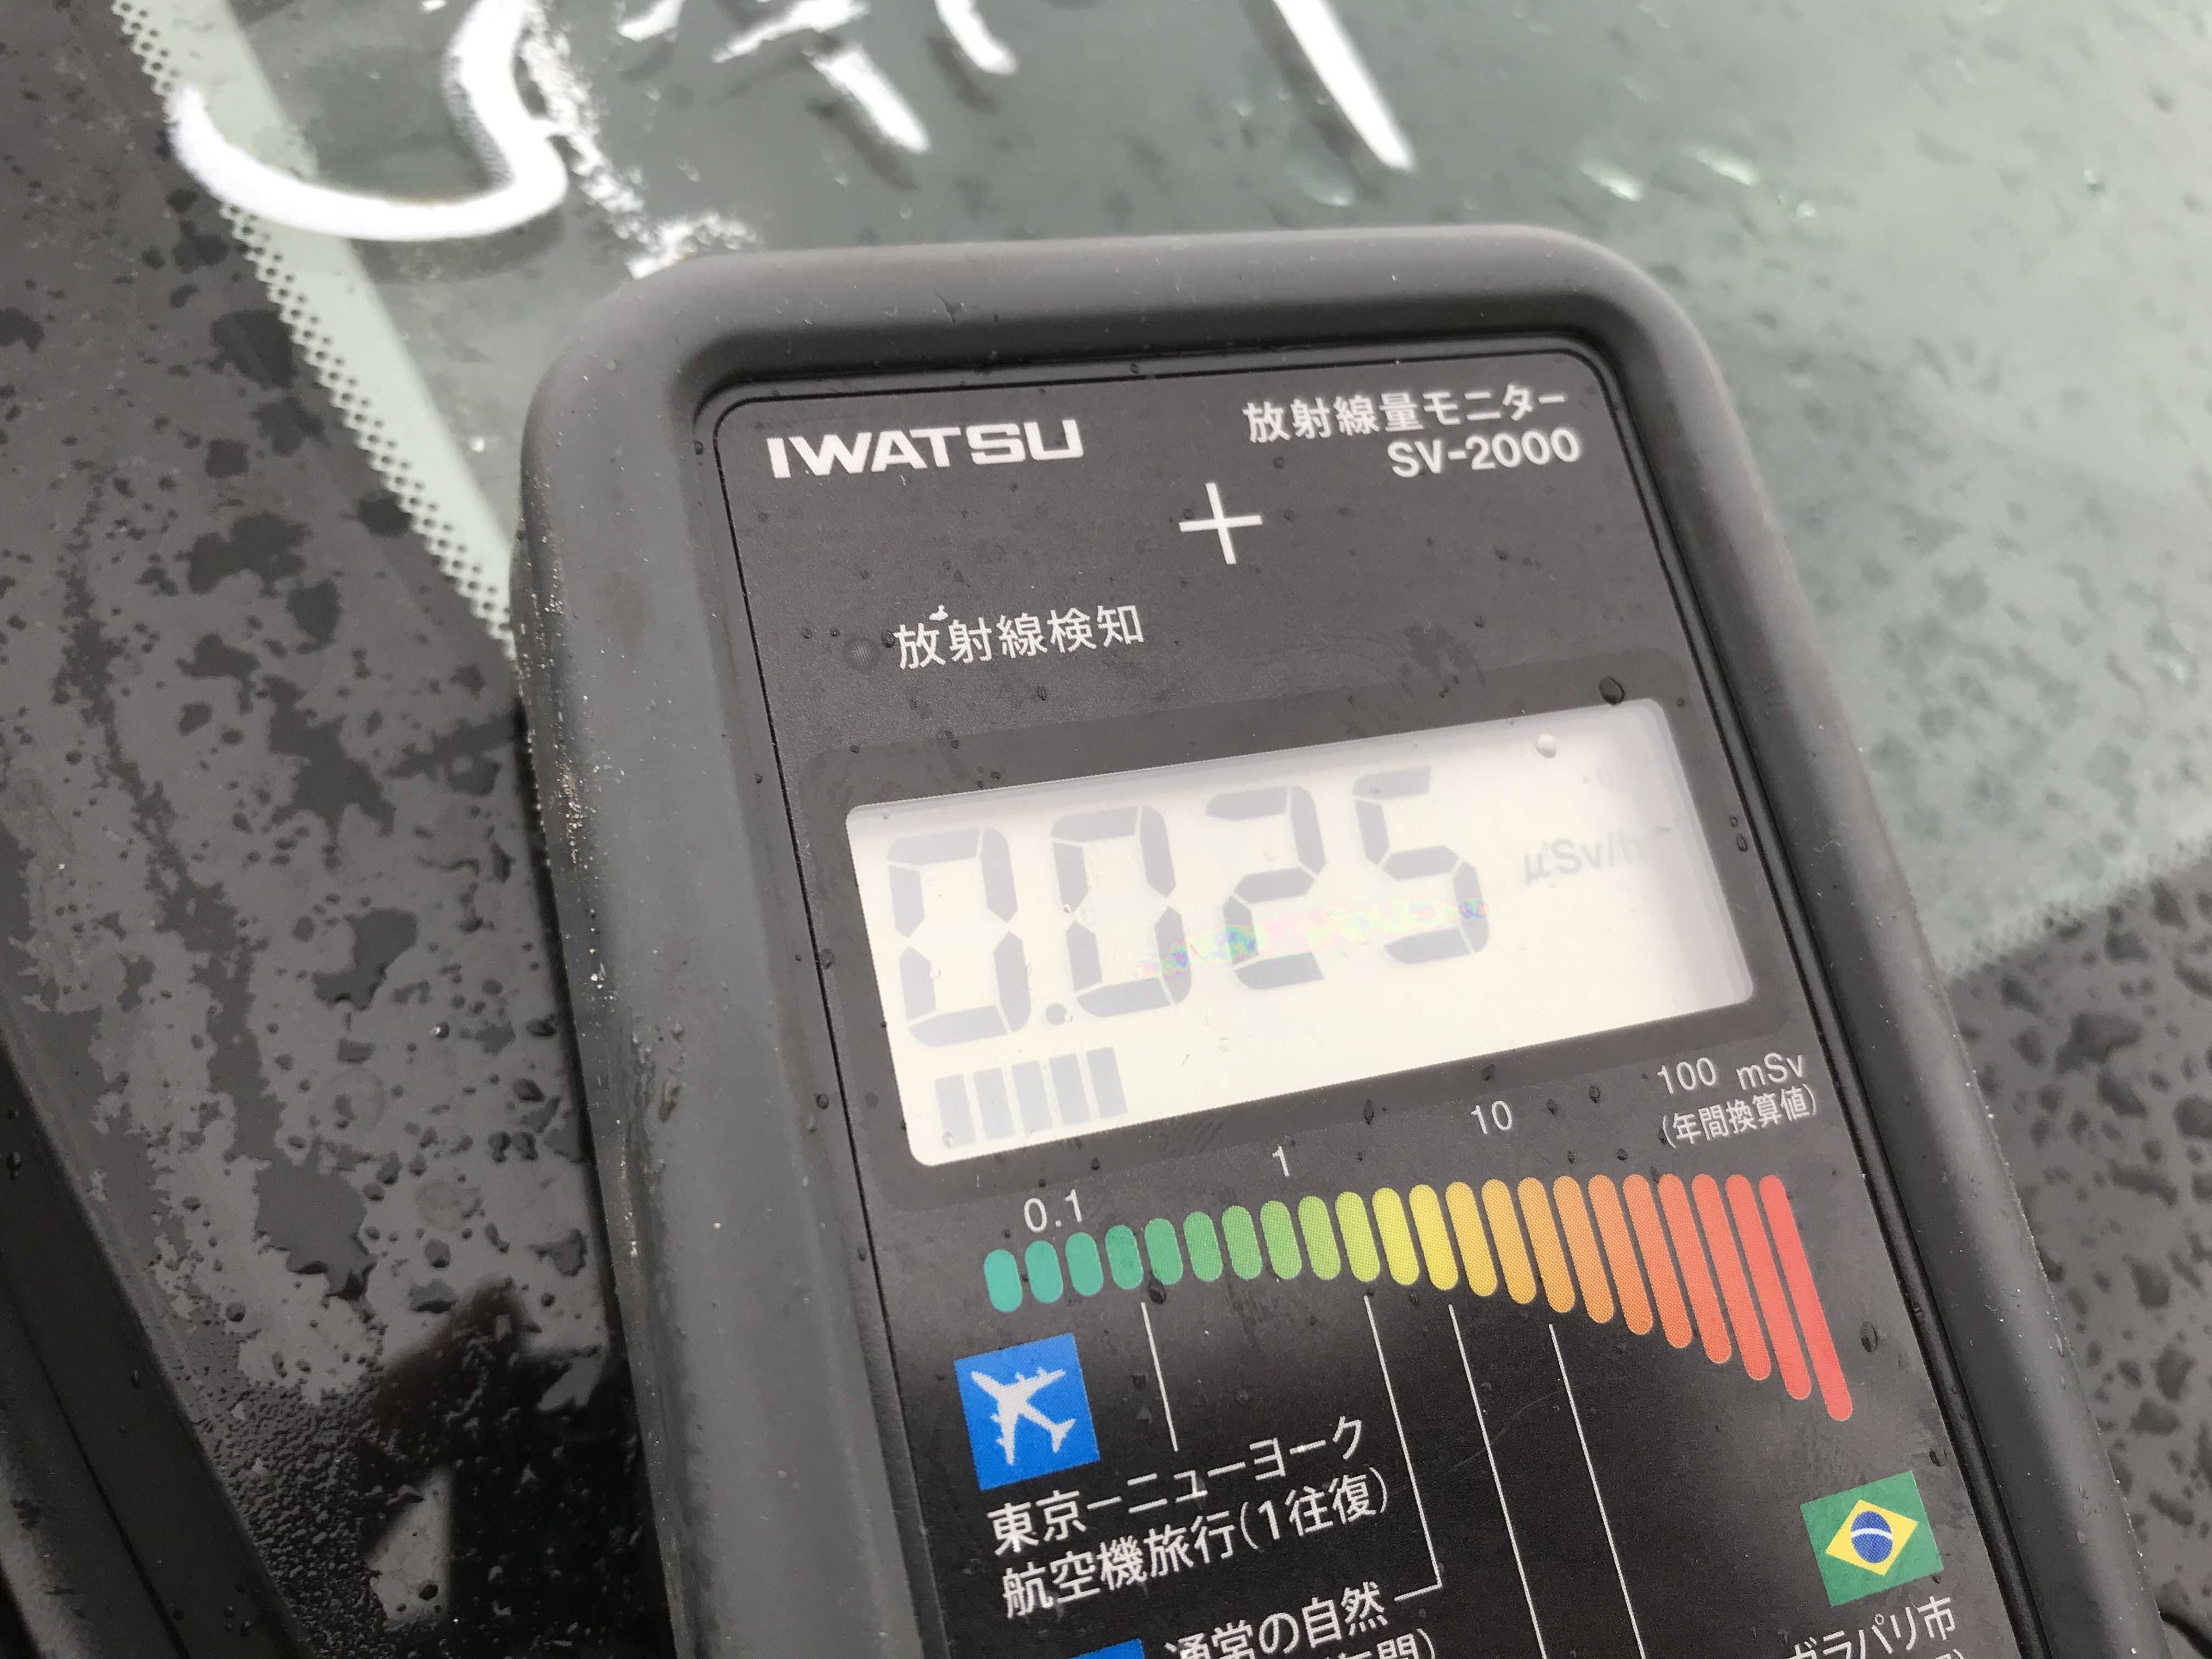 IWATSU
放射線量モニター
SV-2000
放射線検知
0.025 μSv/h
0.1 1 10 100 mSv
(年間換算値)
東京ーニューヨーク
航空機旅行(1往復)
通常の自然
ガラパリ市